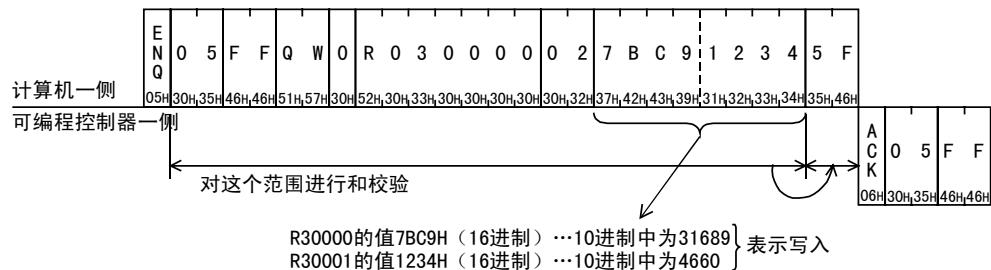 ENQ 0 5 F F Q W 0 R 0 3 0 0 0 0 0 2 7 B C 9 1 2 3 4 5 F
计算机一侧
05H 30H,35H 46H,46H 51H,57H 30H 52H,30H,33H,30H,30H,30H,30H 30H,32H 37H,42H,43H,39H,31H,32H,33H,34H 35H,46H
可编程控制器一侧
ACK 0 5 F F
06H 30H,35H 46H,46H
对这个范围进行和校验
R30000的值7BC9H（16进制）…10进制中为31689
R30001的值1234H（16进制）…10进制中为4660
表示写入